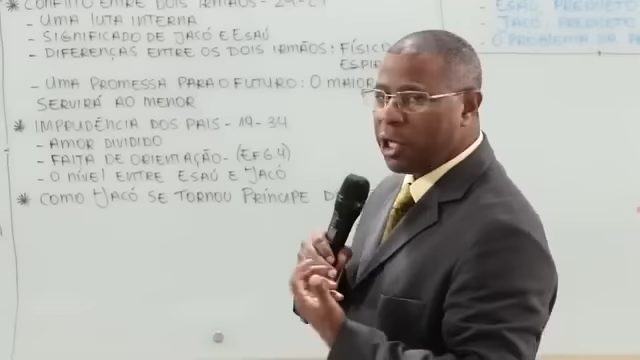 * CONFLITO ENTRE DOIS IRMÃOS - 24-27
- UMA LUTA INTERNA
- SIGNIFICADO DE JACÓ E ESAÚ
- DIFERENÇAS ENTRE OS DOIS IRMÃOS: FÍSICO
ESPIR
- UMA PROMESSA PARA O FUTURO: O MAIOR
SERVIRÁ AO MENOR
* IMPRUDÊNCIA DOS PAIS - 19-34
- AMOR DIVIDIDO
- FALTA DE ORIENTAÇÃO - (EF 6.4)
- O NÍVEL ENTRE ESAÚ E JACÓ
* COMO JACÓ SE TORNOU PRÍNCIPE D
ESAÚ, PREDILETO
- JACÓ, PREDILETO
- O PROBLEMA DA